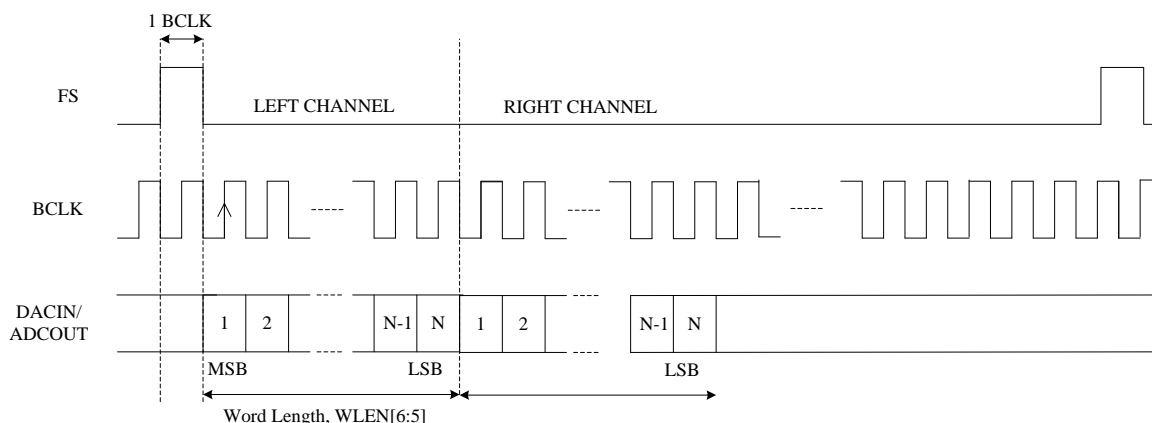 1 BCLK
FS
LEFT CHANNEL
RIGHT CHANNEL
BCLK
DACIN/
ADCOUT
1
2
N-1
N
1
2
N-1
N
MSB
LSB
LSB
Word Length, WLEN[6:5]